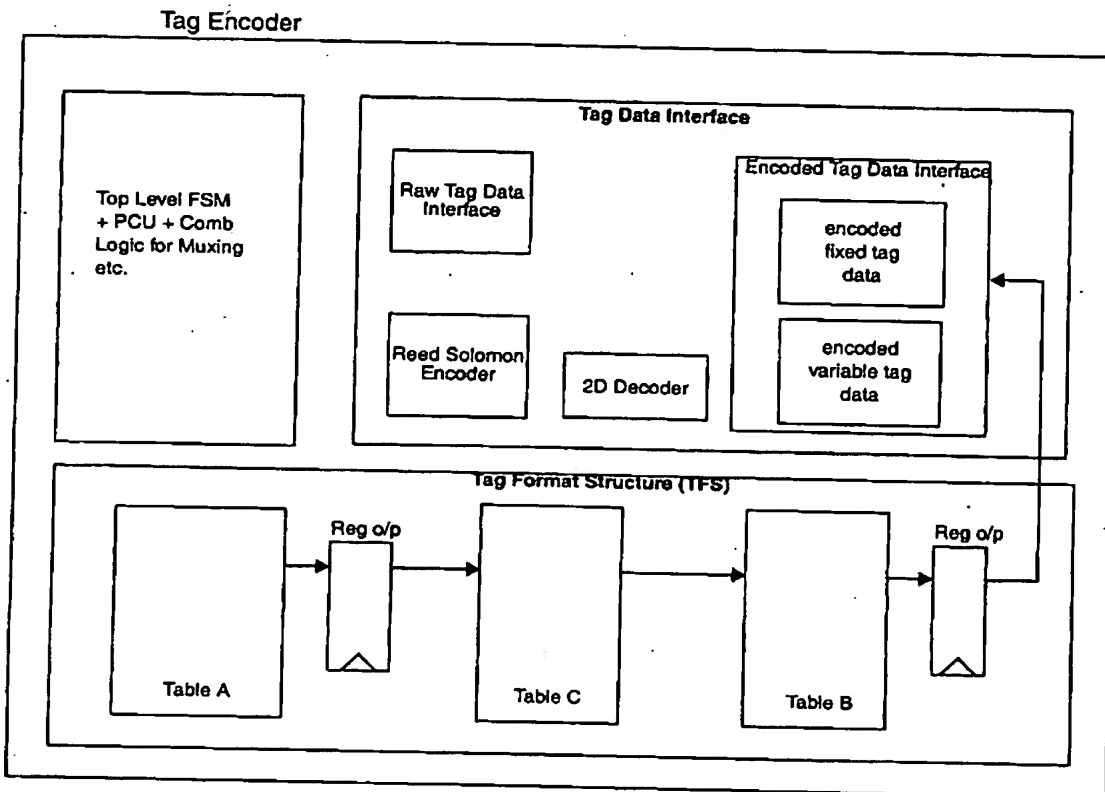 Tag Encoder
Top Level FSM
+ PCU + Comb
Logic for Muxing
etc.
Tag Data Interface
Raw Tag Data
Interface
Reed Solomon
Encoder
2D Decoder
Encoded Tag Data Interface
encoded
fixed tag
data
encoded
variable tag
data
Tag Format Structure (TFS)
Table A
Reg o/p
Table C
Table B
Reg o/p